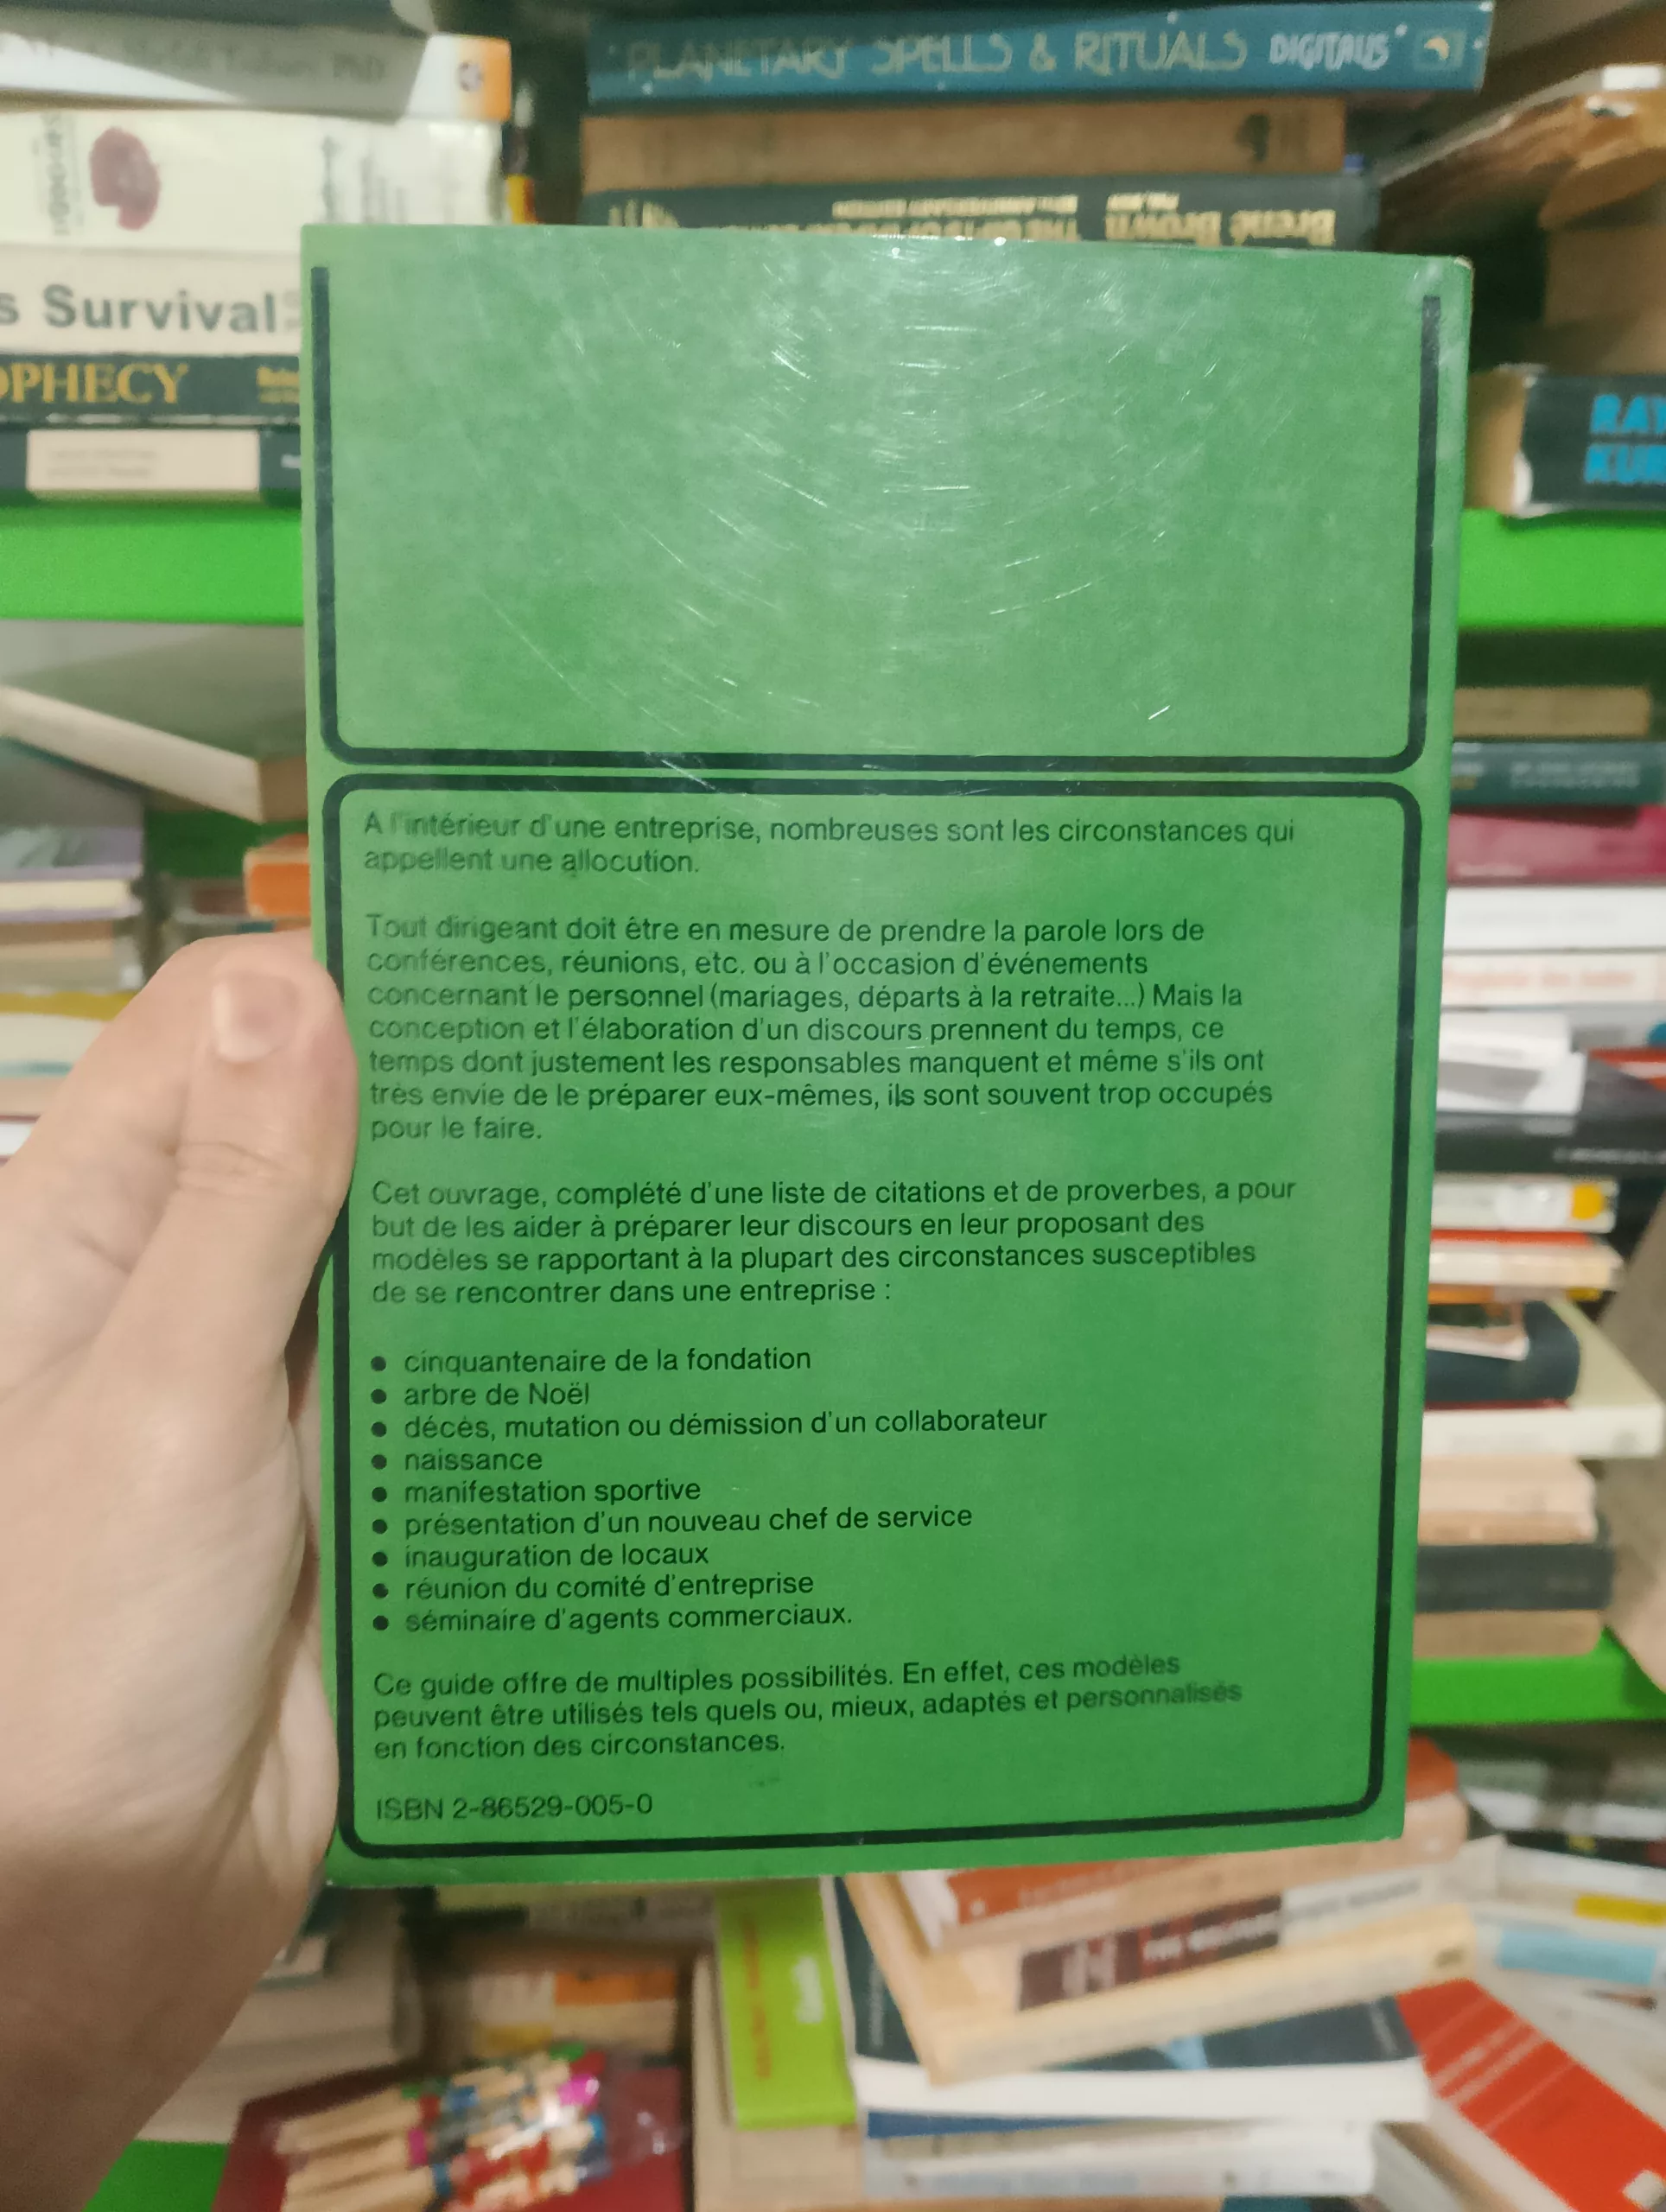 PLANETARY SPELLS & RITUALS DIGITALIS
THE GIFTS OF
Brené Brown
s Survival
OPHECY
RAY
KUR
A l'intérieur d'une entreprise, nombreuses sont les circonstances qui
appellent une allocution.
Tout dirigeant doit être en mesure de prendre la parole lors de
conférences, réunions, etc. ou à l'occasion d'événements
concernant le personnel (mariages, départs à la retraite...) Mais la
conception et l'élaboration d'un discours prennent du temps, ce
temps dont justement les responsables manquent et même s'ils ont
très envie de le préparer eux-mêmes, ils sont souvent trop occupés
pour le faire.
Cet ouvrage, complété d'une liste de citations et de proverbes, a pour
but de les aider à préparer leur discours en leur proposant des
modèles se rapportant à la plupart des circonstances susceptibles
de se rencontrer dans une entreprise :
● cinquantenaire de la fondation
● arbre de Noël
● décès, mutation ou démission d'un collaborateur
● naissance
● manifestation sportive
● présentation d'un nouveau chef de service
● inauguration de locaux
● réunion du comité d'entreprise
● séminaire d'agents commerciaux.
Ce guide offre de multiples possibilités. En effet, ces modèles
peuvent être utilisés tels quels ou, mieux, adaptés et personnalisés
en fonction des circonstances.
ISBN 2-86529-005-0